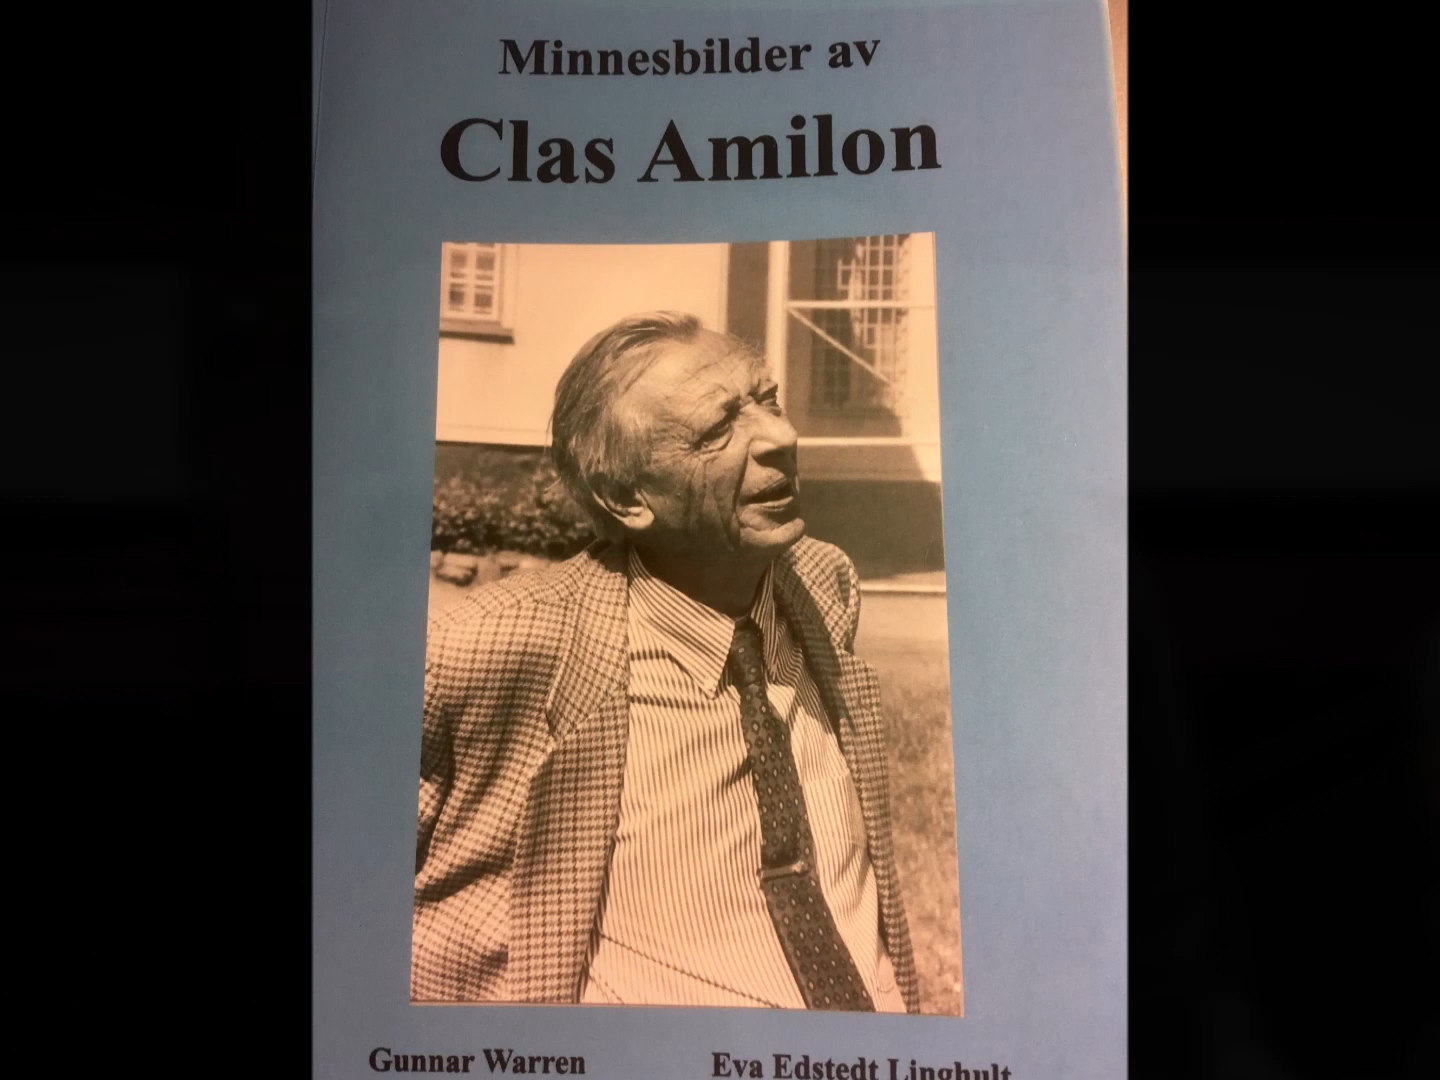 Minnesbilder av
Clas Amilon
Gunnar Warren
Eva Edstedt Linghult